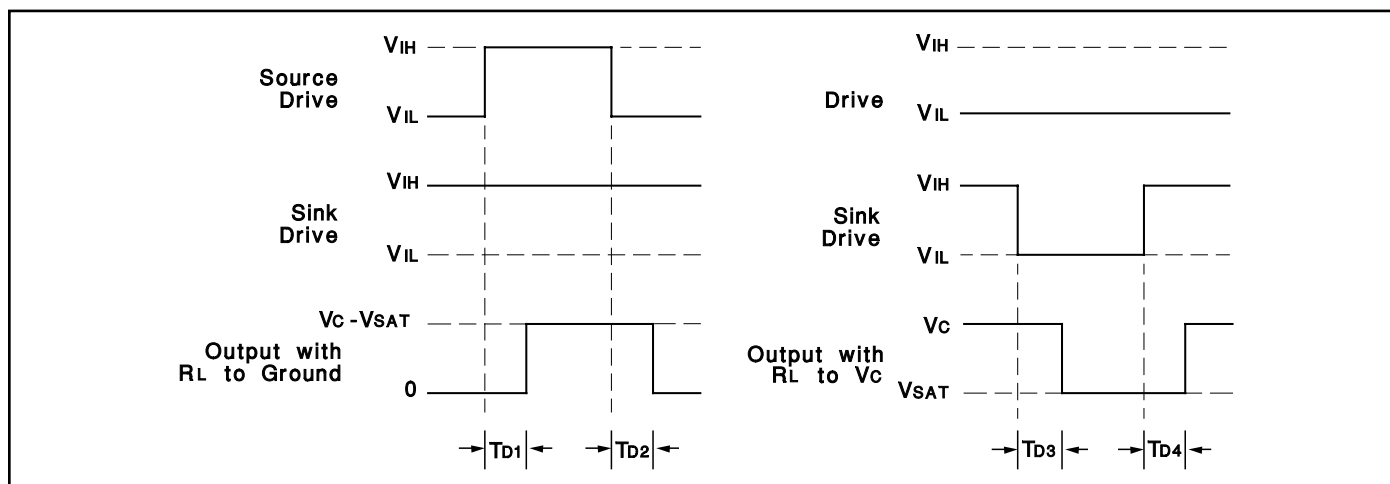 VIH
Source
Drive
VIL
VIH
Sink
Drive
VIL
VC-VSAT
Output with
RL to Ground
0
TD1
TD2
VIH
Drive
VIL
VIH
Sink
Drive
VIL
VC
Output with
RL to VC
VSAT
TD3
TD4